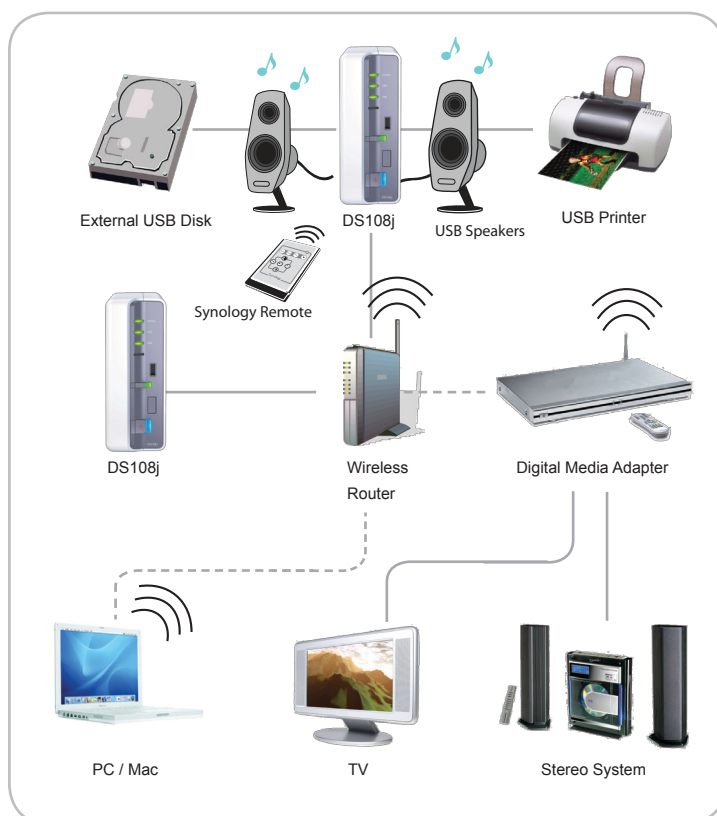 External USB Disk
DS108j
USB Speakers
USB Printer
Synology Remote
DS108j
Wireless
Router
Digital Media Adapter
PC / Mac
TV
Stereo System